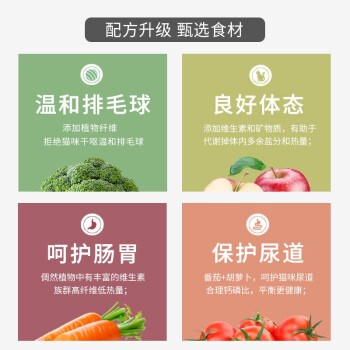 配方升级 甄选食材
温和排毛球
添加植物纤维
拒绝猫咪干呕温和排毛球
良好体态
添加维生素和矿物质，有助于
代谢掉体内多余盐分和热量；
呵护肠胃
偶然植物中有丰富的维生素
族群高纤维低热量；
保护尿道
番茄+胡萝卜，呵护猫咪尿道
合理钙磷比，平衡更健康；